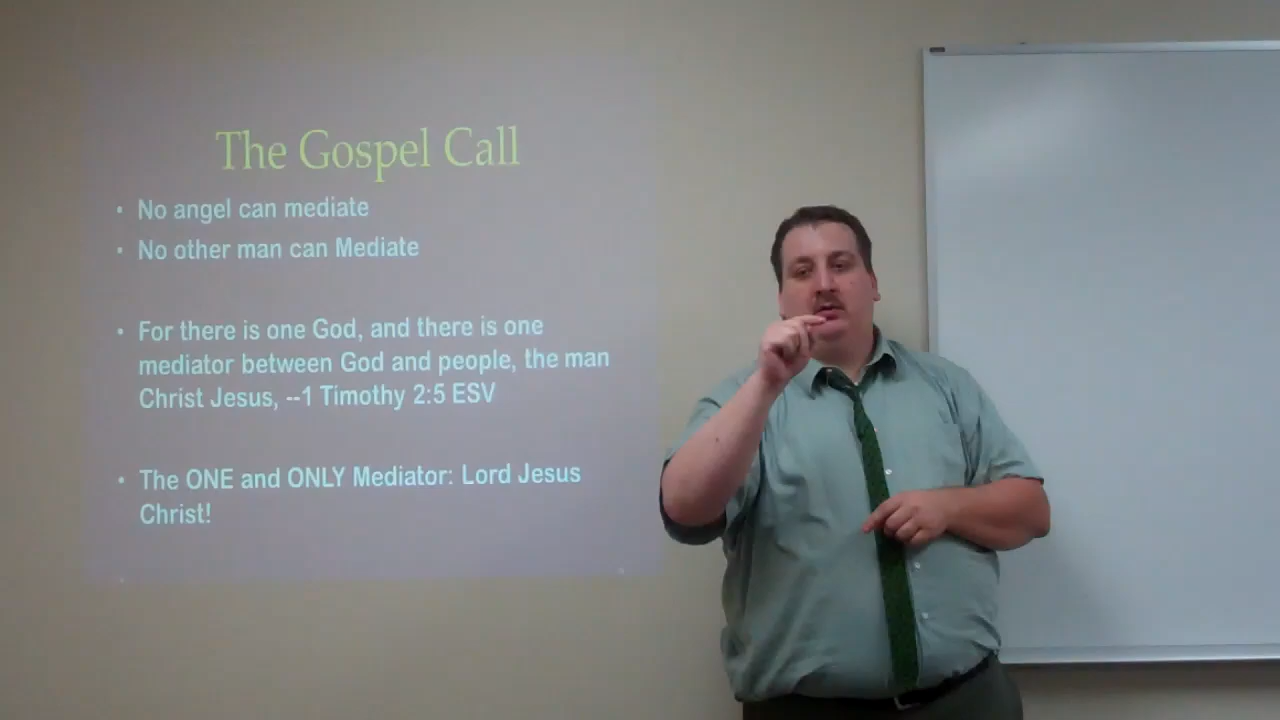 The Gospel Call
• No angel can mediate
• No other man can Mediate
• For there is one God, and there is one
mediator between God and people, the man
Christ Jesus, --1 Timothy 2:5 ESV
• The ONE and ONLY Mediator: Lord Jesus
Christ!